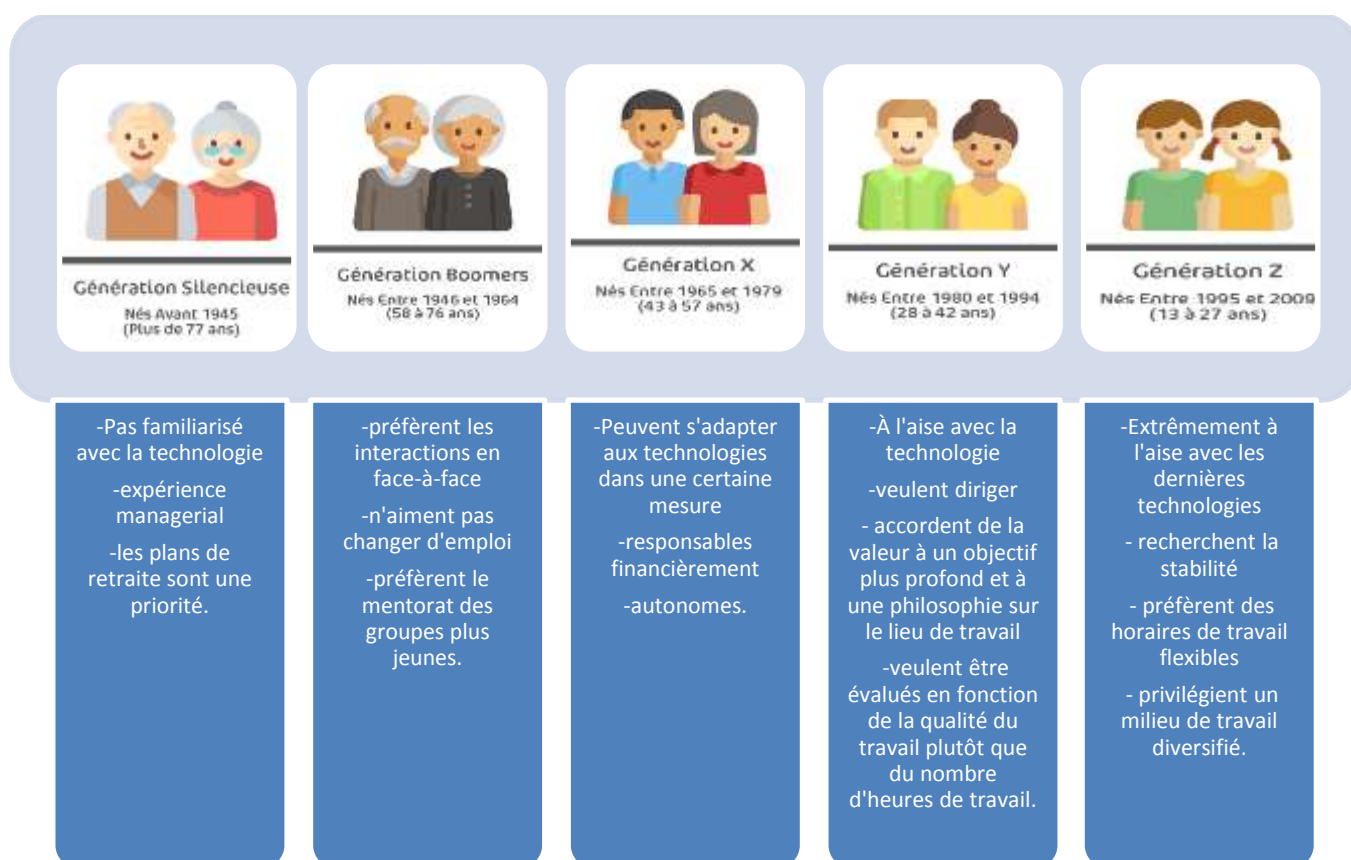 Génération Silencieuse
Nés Avant 1945
(Plus de 77 ans)
Génération Boomers
Nés Entre 1946 et 1964
(58 à 76 ans)
Génération X
Nés Entre 1965 et 1979
(43 à 57 ans)
Génération Y
Nés Entre 1980 et 1994
(28 à 42 ans)
Génération Z
Nés Entre 1995 et 2009
(13 à 27 ans)
-Pas familiarisé
avec la technologie
-expérience
managerial
-les plans de
retraite sont une
priorité.
-préfèrent les
interactions en
face-à-face
-n'aiment pas
changer d'emploi
-préfèrent le
mentorat des
groupes plus
jeunes.
-Peuvent s'adapter
aux technologies
dans une certaine
mesure
-responsables
financièrement
-autonomes.
-À l'aise avec la
technologie
-veulent diriger
- accordent de la
valeur à un objectif
plus profond et à
une philosophie sur
le lieu de travail
-veulent être
évalués en fonction
de la qualité du
travail plutôt que
du nombre
d'heures de travail.
-Extrêmement à
l'aise avec les
dernières
technologies
- recherchent la
stabilité
- préfèrent des
horaires de travail
flexibles
- privilégient un
milieu de travail
diversifié.